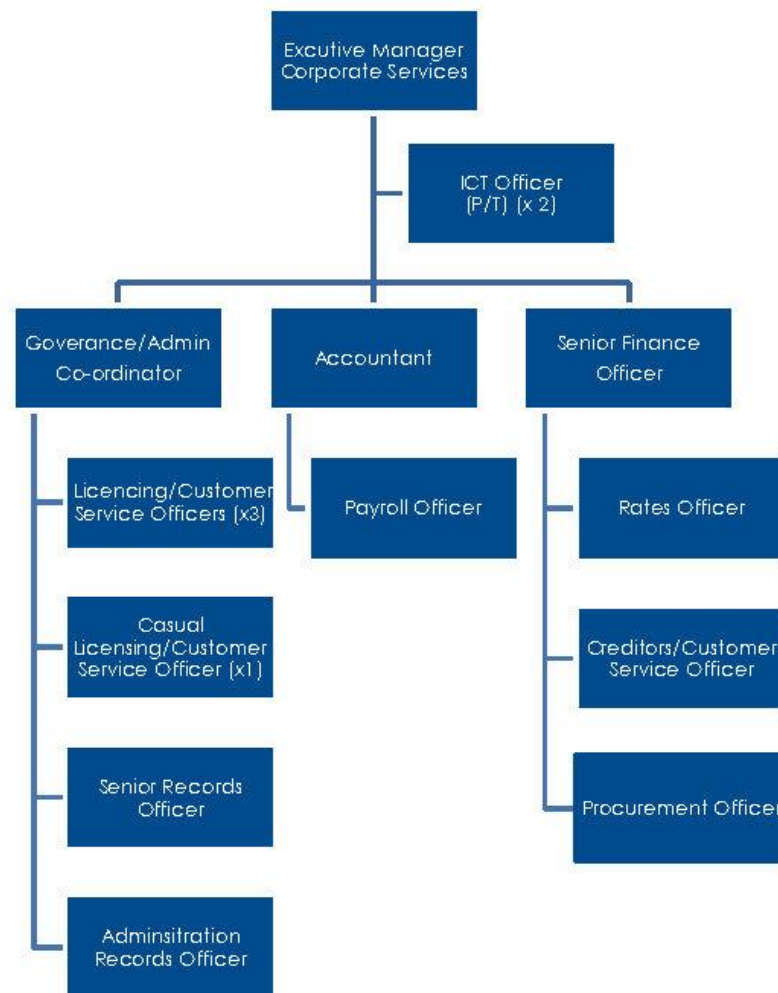 Excutive Manager
Corporate Services
ICT Officer
(P/T) (x 2)
Goverance/Admin
Co-ordinator
Accountant
Senior Finance
Officer
Licencing/Customer
Service Officers (x3)
Payroll Officer
Rates Officer
Casual
Licensing/Customer
Service Officer (x1)
Creditors/Customer
Service Officer
Senior Records
Officer
Procurement Officer
Adminsitration
Records Officer